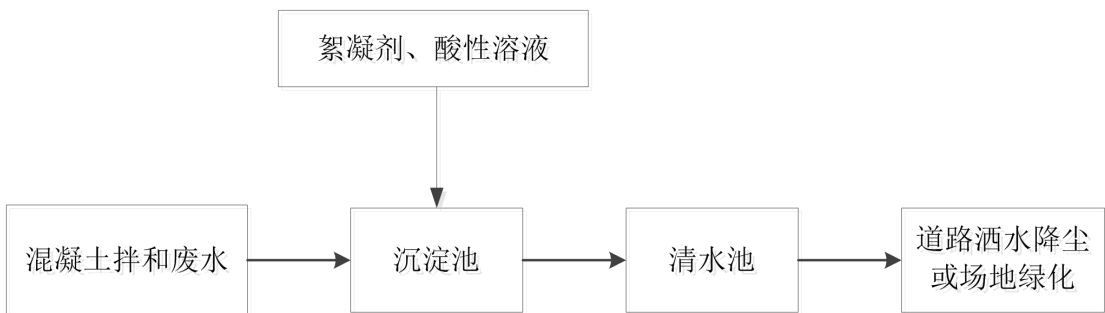 絮凝剂、酸性溶液
混凝土拌和废水
沉淀池
清水池
道路洒水降尘
或场地绿化